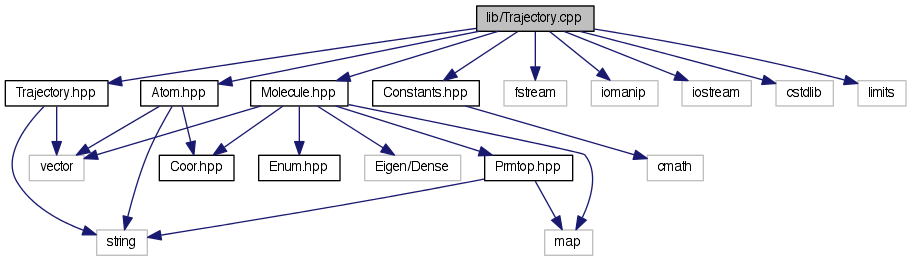 lib/Trajectory.cpp
Trajectory.hpp
Atom.hpp
Molecule.hpp
Constants.hpp
fstream
iomanip
iostream
cstdlib
limits
vector
Coor.hpp
Enum.hpp
Eigen/Dense
Prmtop.hpp
cmath
string
map